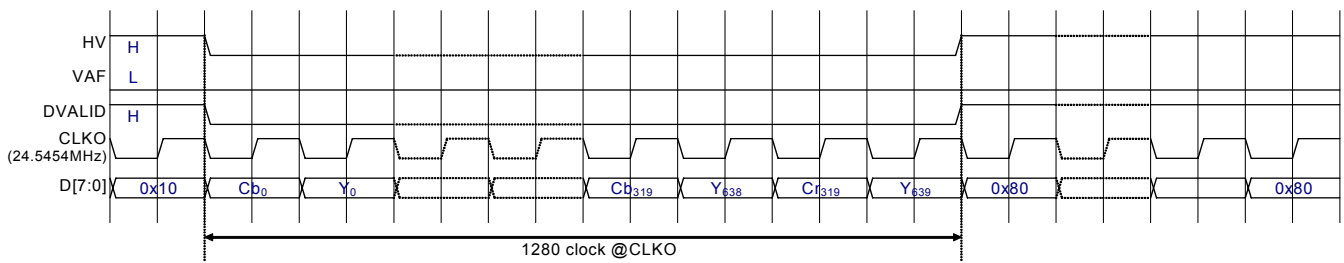 HV H
VAF L
DVALID H
CLKO
(24.5454MHz)
D[7:0] 0x10 Cb0 Y0 Cb319 Y638 Cr319 Y639 0x80 0x80
1280 clock @CLKO